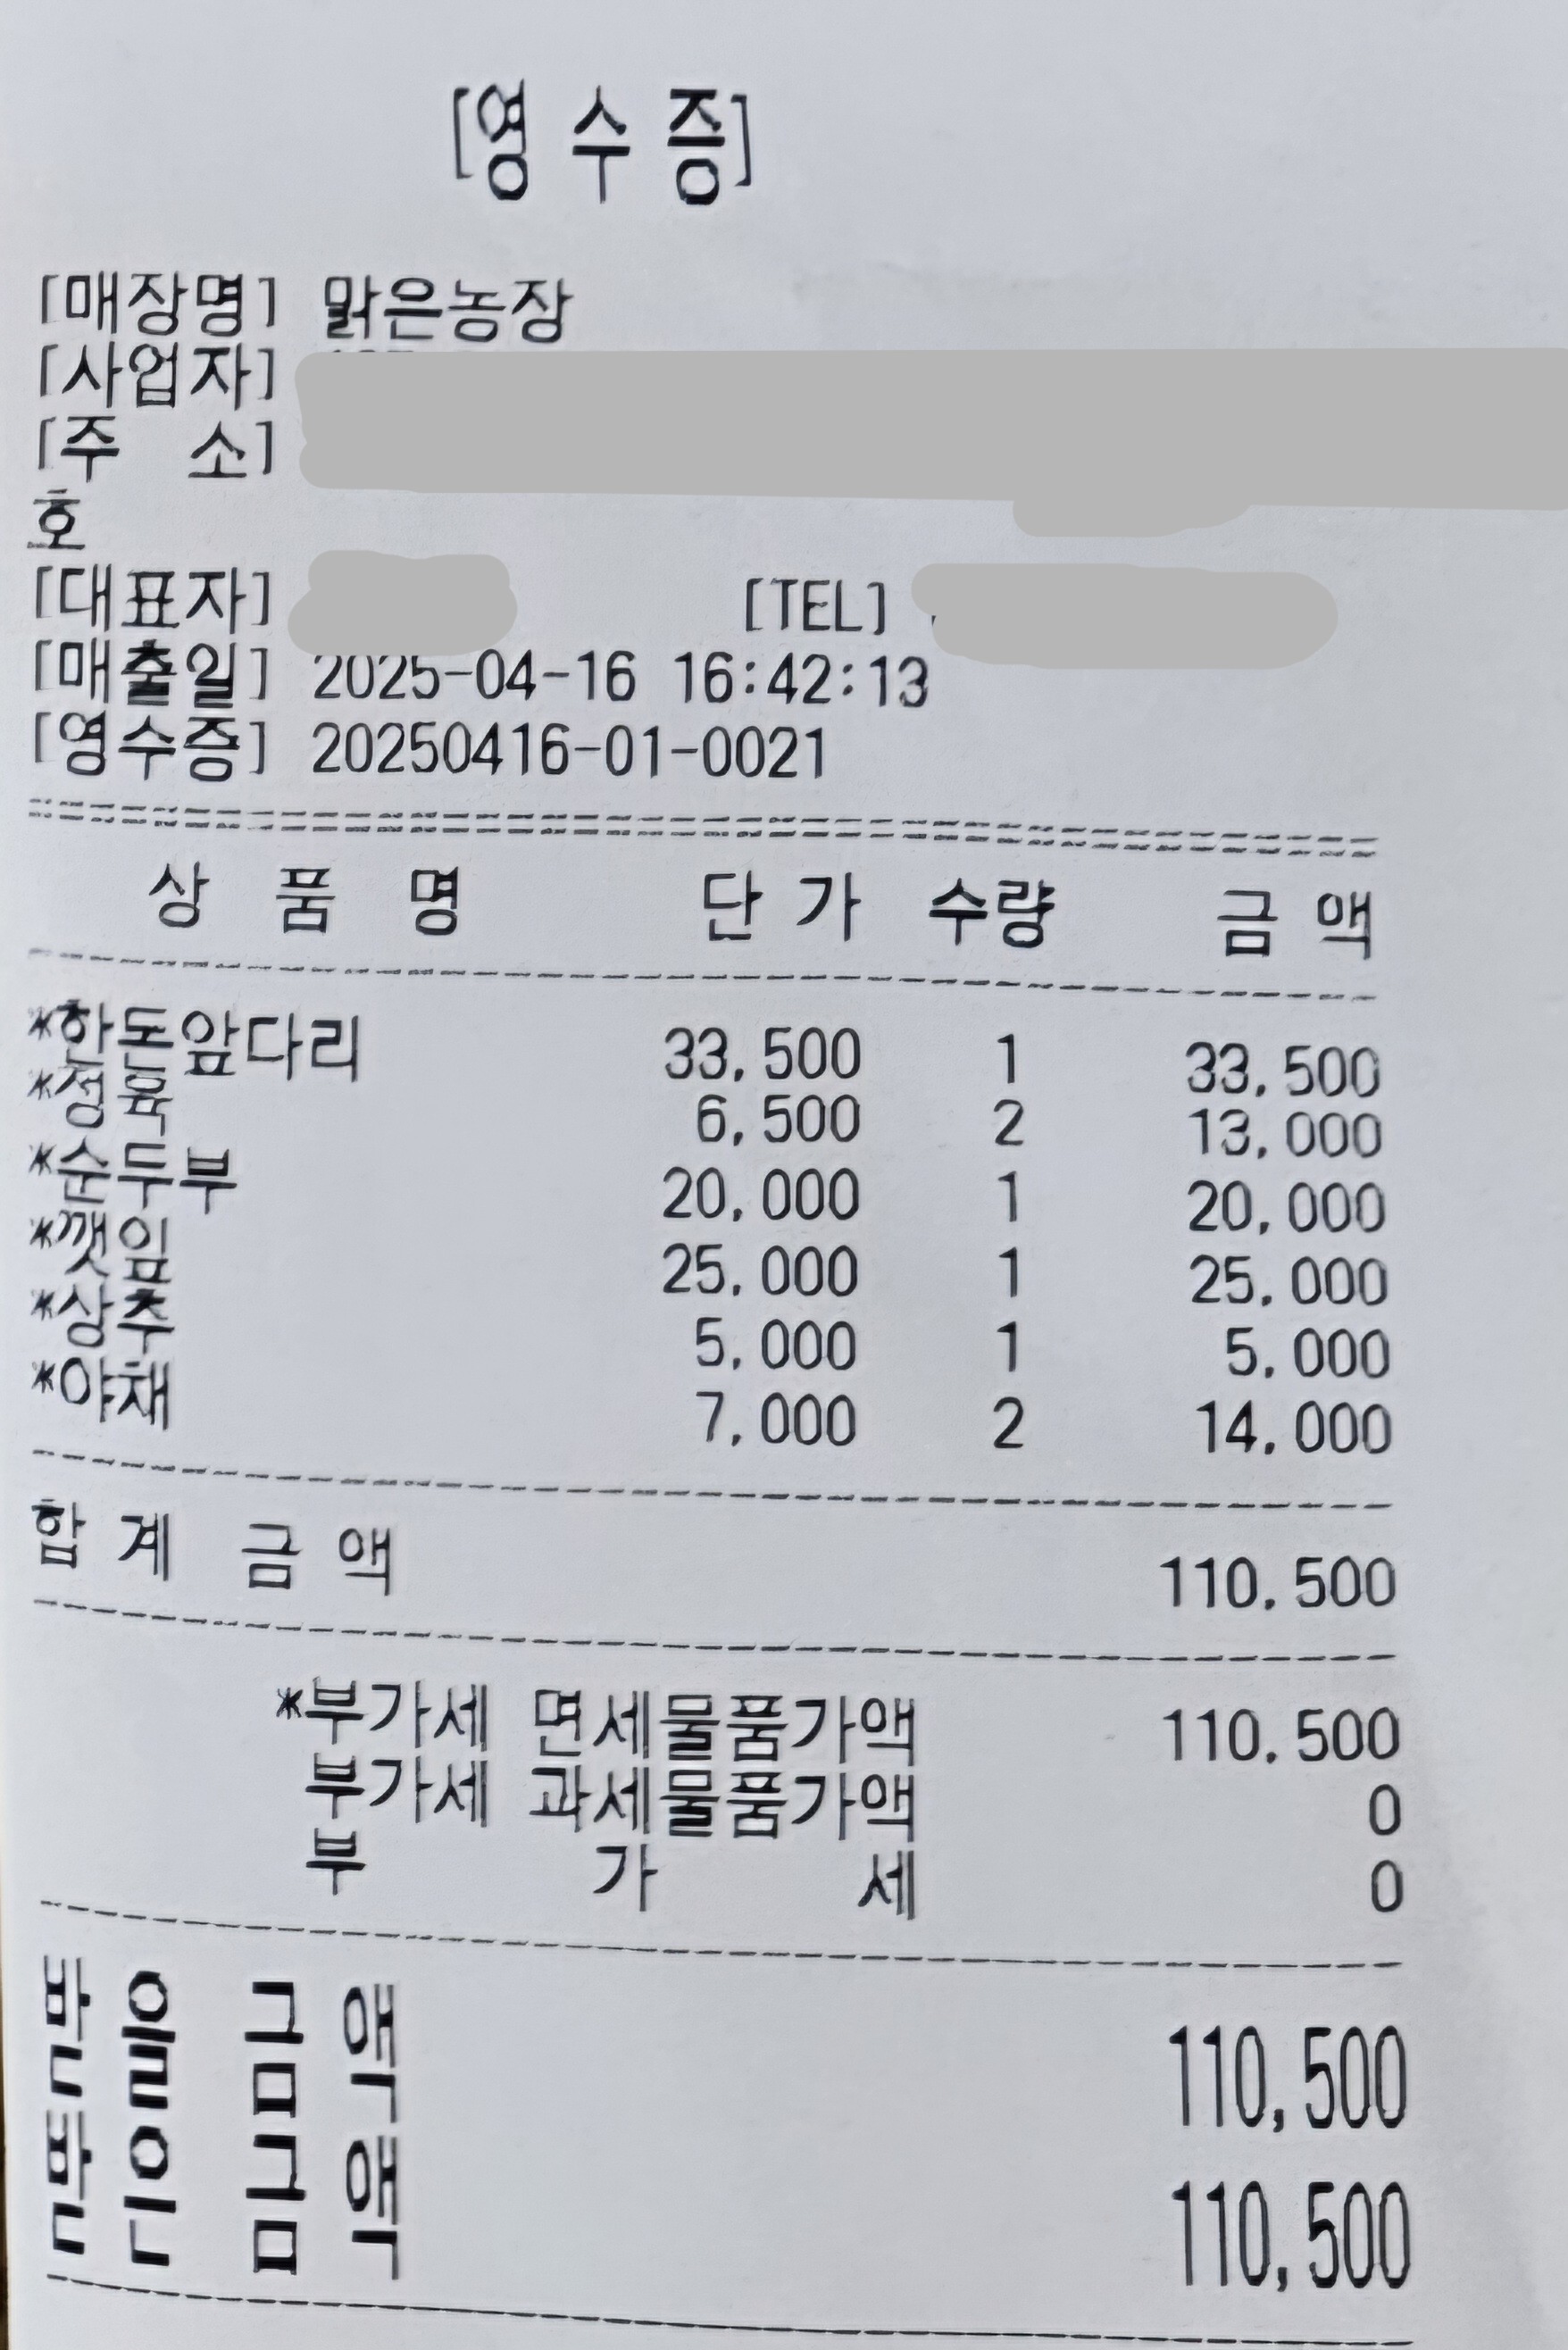 [영 수 증]
[매장명] 맑은농장
[사업자]
[주 소]
호
[대표자] [TEL]
[매출일] 2025-04-16 16:42:13
[영수증] 20250416-01-0021
상 품 명 단 가 수량 금 액
*한돈앞다리 33,500 1 33,500
*정육 6,500 2 13,000
*순두부 20,000 1 20,000
*깻잎 25,000 1 25,000
*상추 5,000 1 5,000
*야채 7,000 2 14,000
합 계 금 액 110,500
*부가세 면세물품가액 110,500
부가세 과세물품가액 0
부 가 세 0
받 을 금 액 110,500
받 은 금 액 110,500